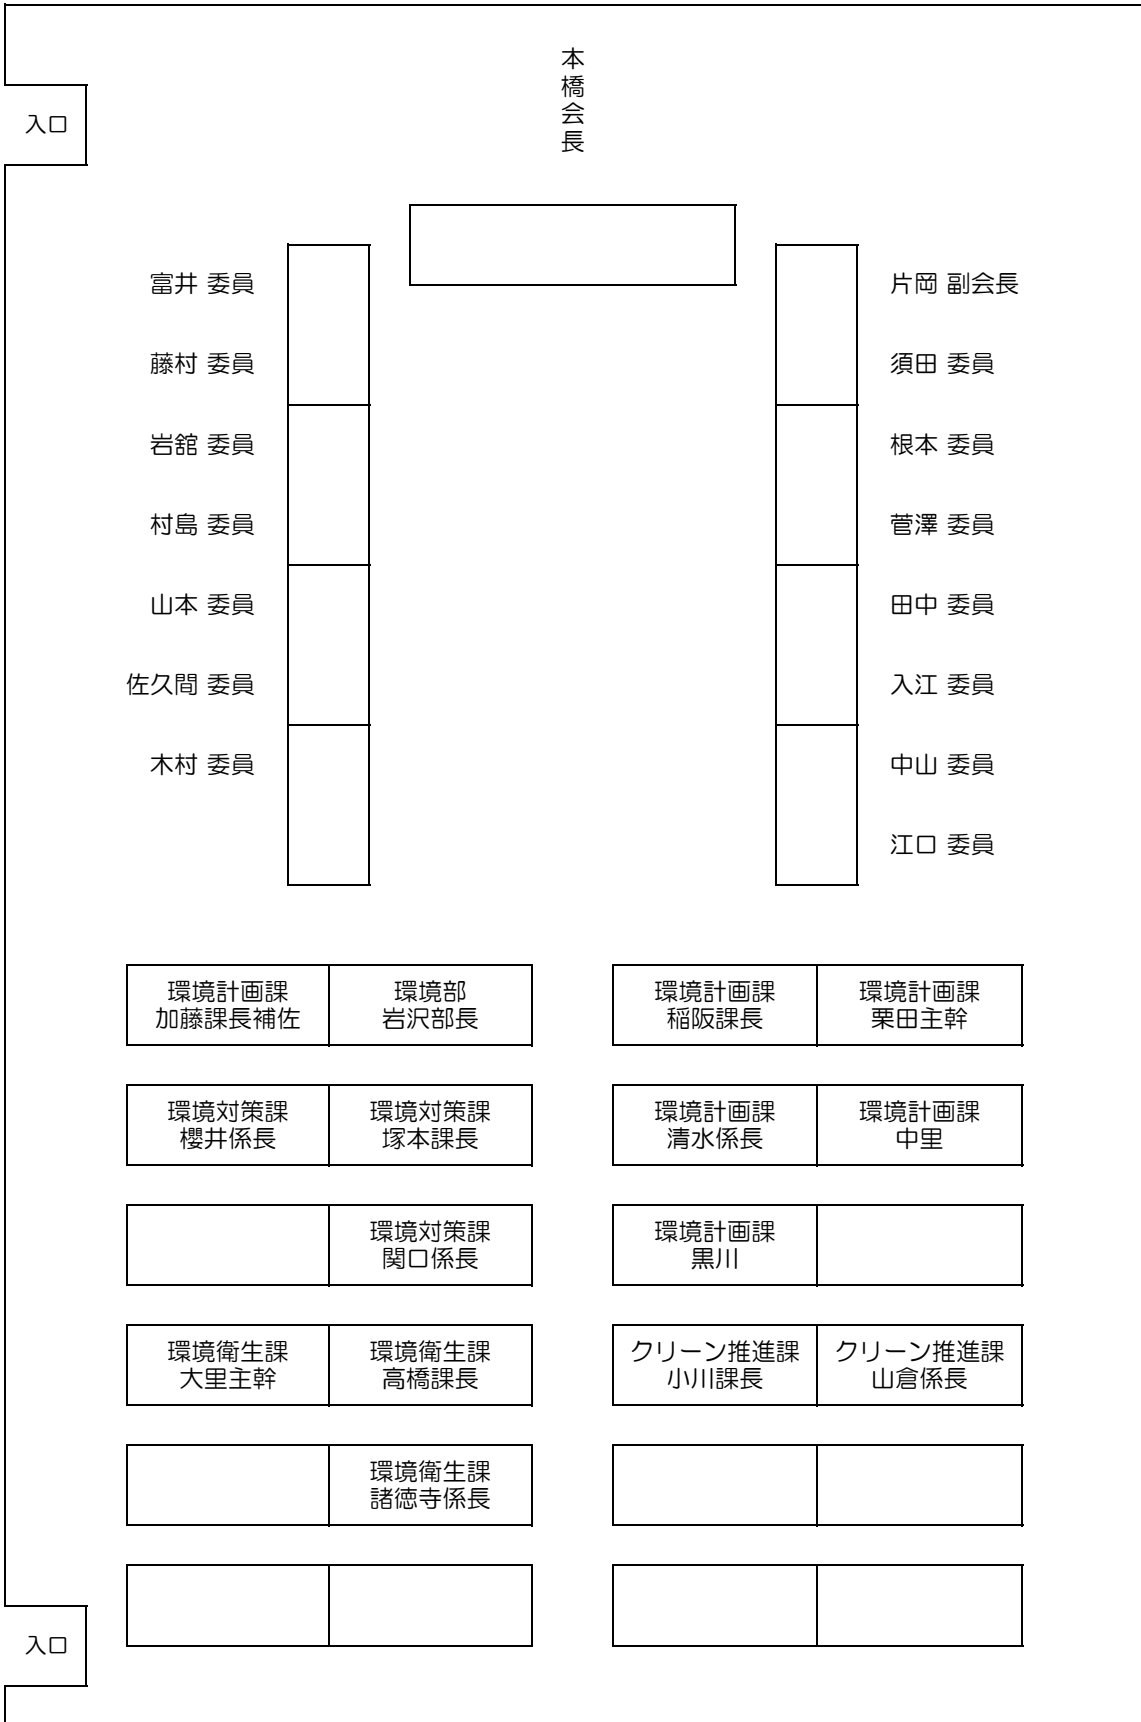 本橋会長
入口
富井 委員
片岡 副会長
藤村 委員
須田 委員
岩舘 委員
根本 委員
村島 委員
菅澤 委員
山本 委員
田中 委員
佐久間 委員
入江 委員
木村 委員
中山 委員
江口 委員
環境計画課
加藤課長補佐
環境部
岩沢部長
環境計画課
稲阪課長
環境計画課
栗田主幹
環境対策課
櫻井係長
環境対策課
塚本課長
環境計画課
清水係長
環境計画課
中里
環境対策課
関口係長
環境計画課
黒川
環境衛生課
大里主幹
環境衛生課
高橋課長
クリーン推進課
小川課長
クリーン推進課
山倉係長
環境衛生課
諸徳寺係長
入口